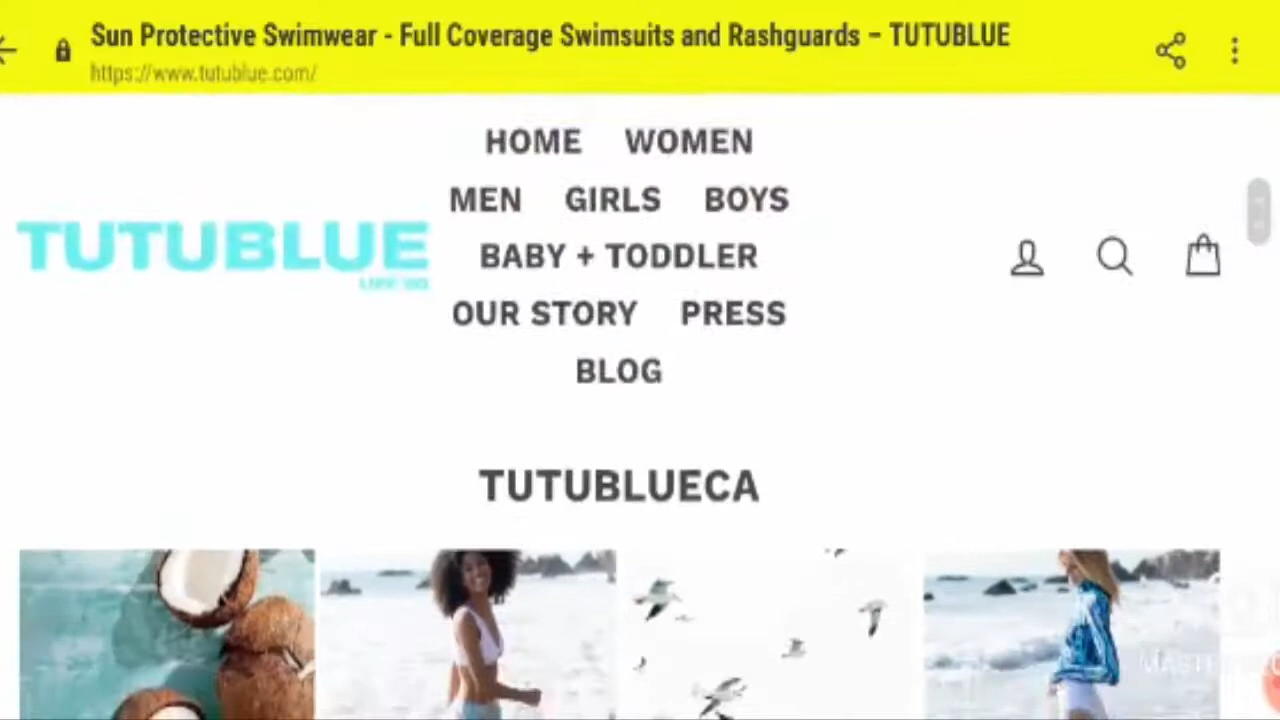 Sun Protective Swimwear - Full Coverage Swimsuits and Rashguards – TUTUBLUE
https://www.tutublue.com/
HOME WOMEN
MEN GIRLS BOYS
TUTUBLUE
BABY + TODDLER
OUR STORY PRESS
BLOG
TUTUBLUECA